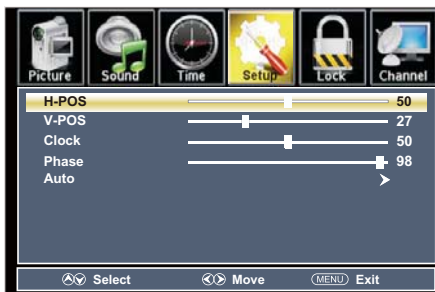 Picture Sound Time Setup Lock Channel
H-POS 50
V-POS 27
Clock 50
Phase 98
Auto
Select Move MENU Exit